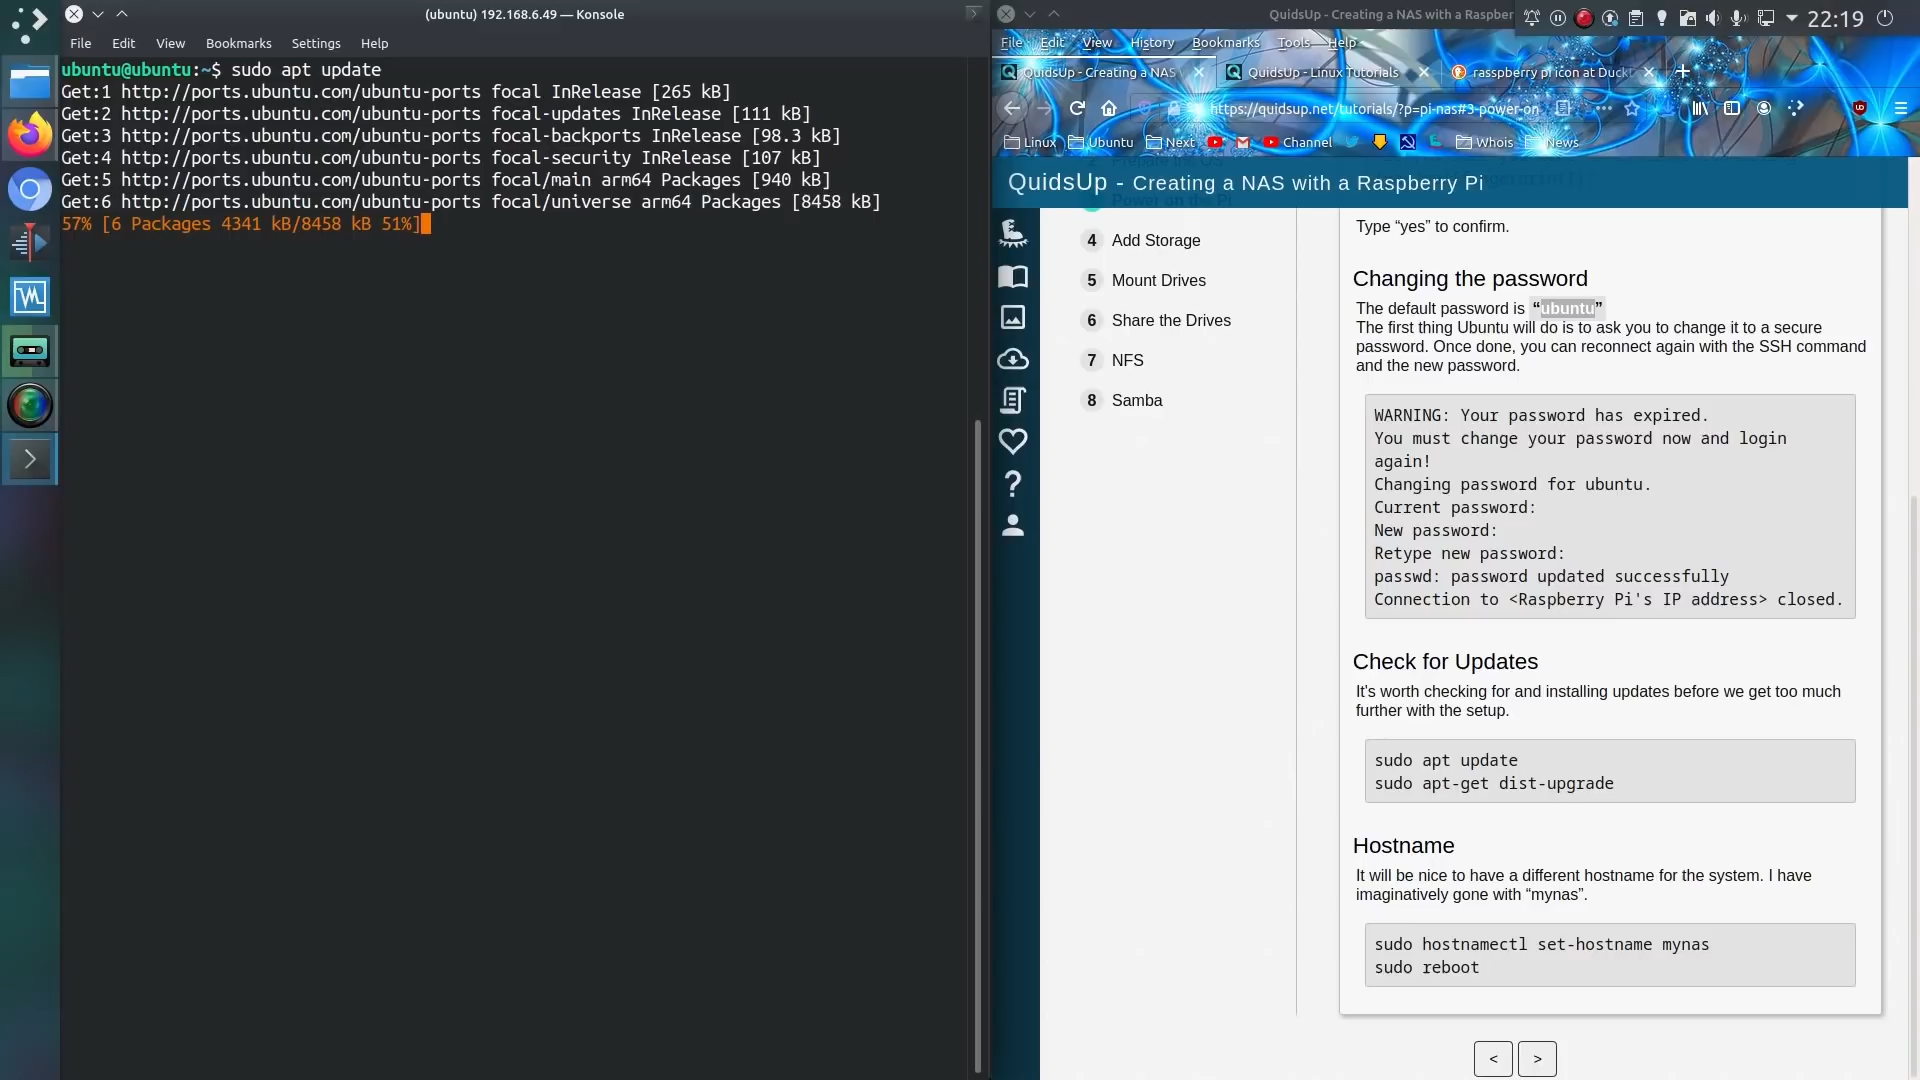 (ubuntu) 192.168.6.49 — Konsole
File Edit View Bookmarks Settings Help
ubuntu@ubuntu:~$ sudo apt update
Get:1 http://ports.ubuntu.com/ubuntu-ports focal InRelease [265 kB]
Get:2 http://ports.ubuntu.com/ubuntu-ports focal-updates InRelease [111 kB]
Get:3 http://ports.ubuntu.com/ubuntu-ports focal-backports InRelease [98.3 kB]
Get:4 http://ports.ubuntu.com/ubuntu-ports focal-security InRelease [107 kB]
Get:5 http://ports.ubuntu.com/ubuntu-ports focal/main arm64 Packages [940 kB]
Get:6 http://ports.ubuntu.com/ubuntu-ports focal/universe arm64 Packages [8458 kB]
57% [6 Packages 4341 kB/8458 kB 51%]
QuidsUp - Creating a NAS with a Raspber
22:19
File Edit View History Bookmarks Tools Help
QuidsUp - Creating a NAS
QuidsUp - Linux Tutorials
rasspberry pi icon at Duck
https://quidsup.net/tutorials/?p=pi-nas#3-power-on
Linux Ubuntu Next Channel Whois News
QuidsUp - Creating a NAS with a Raspberry Pi
Power on the Pi
4 Add Storage
5 Mount Drives
6 Share the Drives
7 NFS
8 Samba
Type “yes” to confirm.
Changing the password
The default password is “ubuntu”
The first thing Ubuntu will do is to ask you to change it to a secure
password. Once done, you can reconnect again with the SSH command
and the new password.
WARNING: Your password has expired.
You must change your password now and login
again!
Changing password for ubuntu.
Current password:
New password:
Retype new password:
passwd: password updated successfully
Connection to <Raspberry Pi's IP address> closed.
Check for Updates
It's worth checking for and installing updates before we get too much
further with the setup.
sudo apt update
sudo apt-get dist-upgrade
Hostname
It will be nice to have a different hostname for the system. I have
imaginatively gone with “mynas”.
sudo hostnamectl set-hostname mynas
sudo reboot
< >